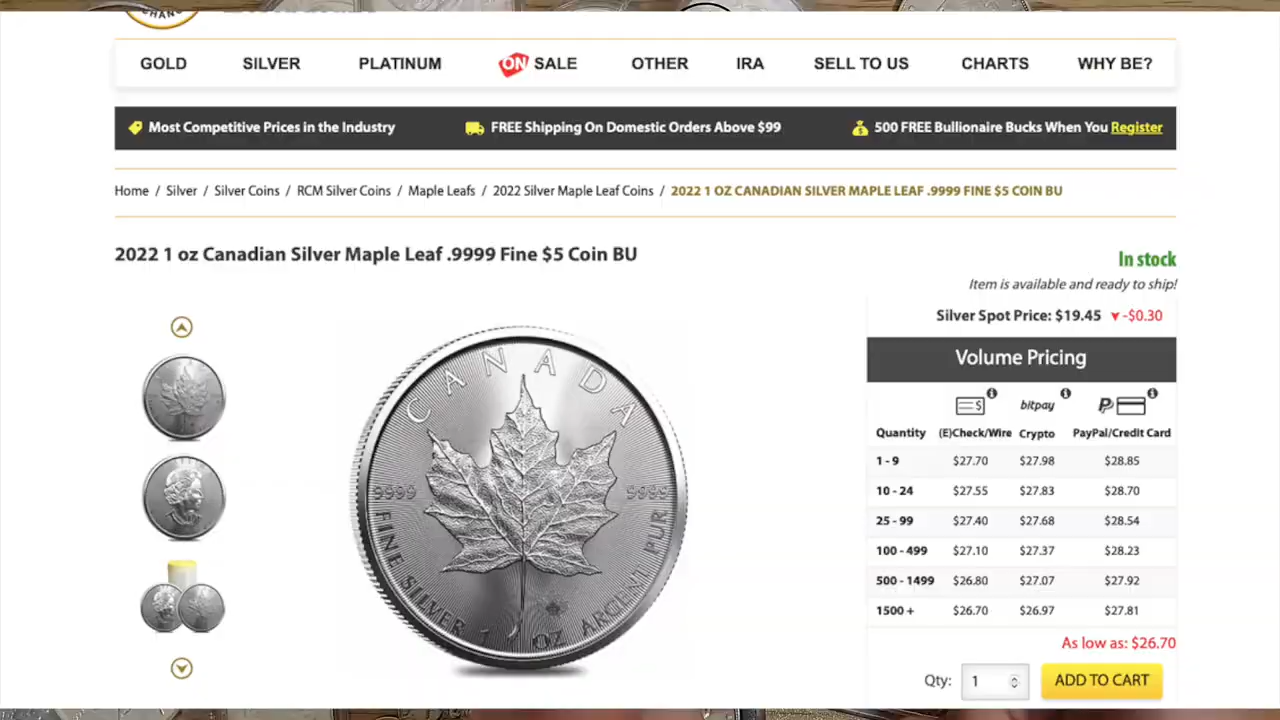 CHANG
GOLD SILVER PLATINUM ON SALE OTHER IRA SELL TO US CHARTS WHY BE?
Most Competitive Prices in the Industry FREE Shipping On Domestic Orders Above $99 500 FREE Bullionaire Bucks When You Register
Home / Silver / Silver Coins / RCM Silver Coins / Maple Leafs / 2022 Silver Maple Leaf Coins / 2022 1 OZ CANADIAN SILVER MAPLE LEAF .9999 FINE $5 COIN BU
2022 1 oz Canadian Silver Maple Leaf .9999 Fine $5 Coin BU
In stock
Item is available and ready to ship!
Silver Spot Price: $19.45 ▼-$0.30
Volume Pricing
bitpay
Quantity (E)Check/Wire Crypto PayPal/Credit Card
1 - 9 $27.70 $27.98 $28.85
10 - 24 $27.55 $27.83 $28.70
25 - 99 $27.40 $27.68 $28.54
100 - 499 $27.10 $27.37 $28.23
500 - 1499 $26.80 $27.07 $27.92
1500 + $26.70 $26.97 $27.81
As low as: $26.70
Qty: 1 ADD TO CART
CANADA
9999 9999
FINE SILVER 1 OZ ARGENT PUR